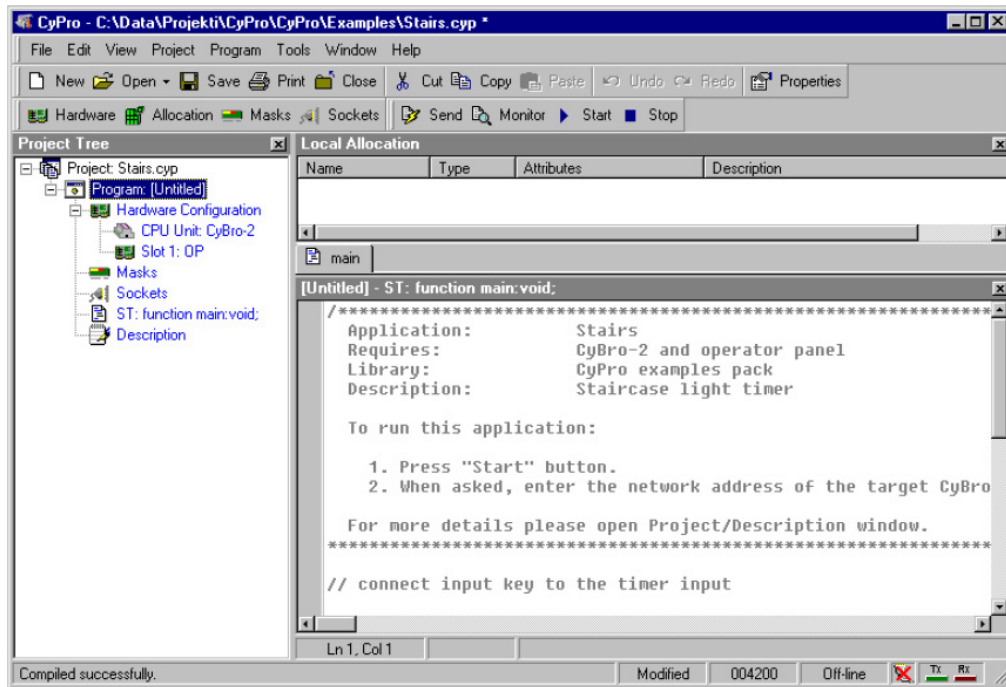 CyPro - C:\Data\Projekti\CyPro\CyPro\Examples\Stairs.cyp *
File Edit View Project Program Tools Window Help
New Open Save Print Close Cut Copy Paste Undo Redo Properties
Hardware Allocation Masks Sockets Send Monitor Start Stop
Project Tree
Project: Stairs.cyp
Program: [Untitled]
Hardware Configuration
CPU Unit: CyBro-2
Slot 1: OP
Masks
Sockets
ST: function main:void;
Description
Local Allocation
Name Type Attributes Description
main
[Untitled] - ST: function main:void;
/****************************************************************************
Application: Stairs
Requires: CyBro-2 and operator panel
Library: CyPro examples pack
Description: Staircase light timer
To run this application:
1. Press "Start" button.
2. When asked, enter the network address of the target CyBro
For more details please open Project/Description window.
*****************************************************************************
// connect input key to the timer input
Ln 1, Col 1
Compiled successfully. Modified 004200 Off-line TX RX